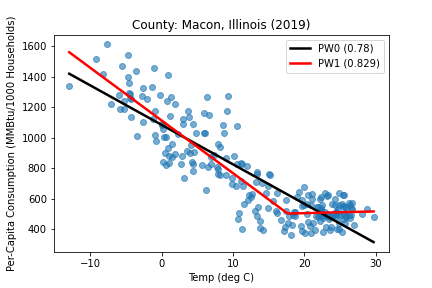 County: Macon, Illinois (2019)
Per-Capita Consumption (MMBtu/1000 Households)
1600
1400
1200
1000
800
600
400
PW0 (0.78)
PW1 (0.829)
−10
0
10
20
30
Temp (deg C)